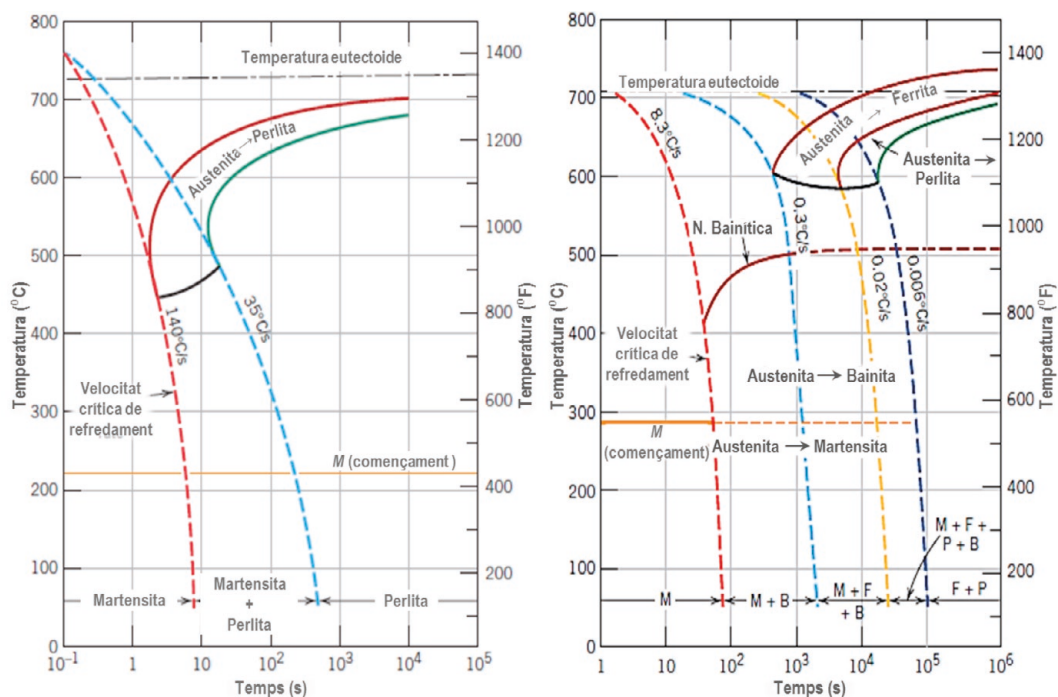 800
700
600
500
400
300
200
100
0
Temperatura (°C)
Temperatura eutectoide
Austenita → Perlita
140°C/s
35°C/s
Velocitat
crítica de
refredament
M (començament )
Martensita
Martensita
+
Perlita
Perlita
1400
1200
1000
800
600
400
200
Temperatura (°F)
10⁻¹
1
10
10²
10³
10⁴
10⁵
Temps (s)
800
700
600
500
400
300
200
100
0
Temperatura (°C)
Temperatura eutectoide
8.3°C/s
0.3°C/s
0.02°C/s
0.006°C/s
Austenita → Ferrita
Austenita →
Perlita
N. Bainitica
Velocitat
crítica de
refredament
Austenita → Bainita
M
(començament)
Austenita → Martensita
M + F +
P + B
M
M + B
M + F
+ B
F + P
1400
1200
1000
800
600
400
200
Temperatura (°F)
1
10
10²
10³
10⁴
10⁵
10⁶
Temps (s)